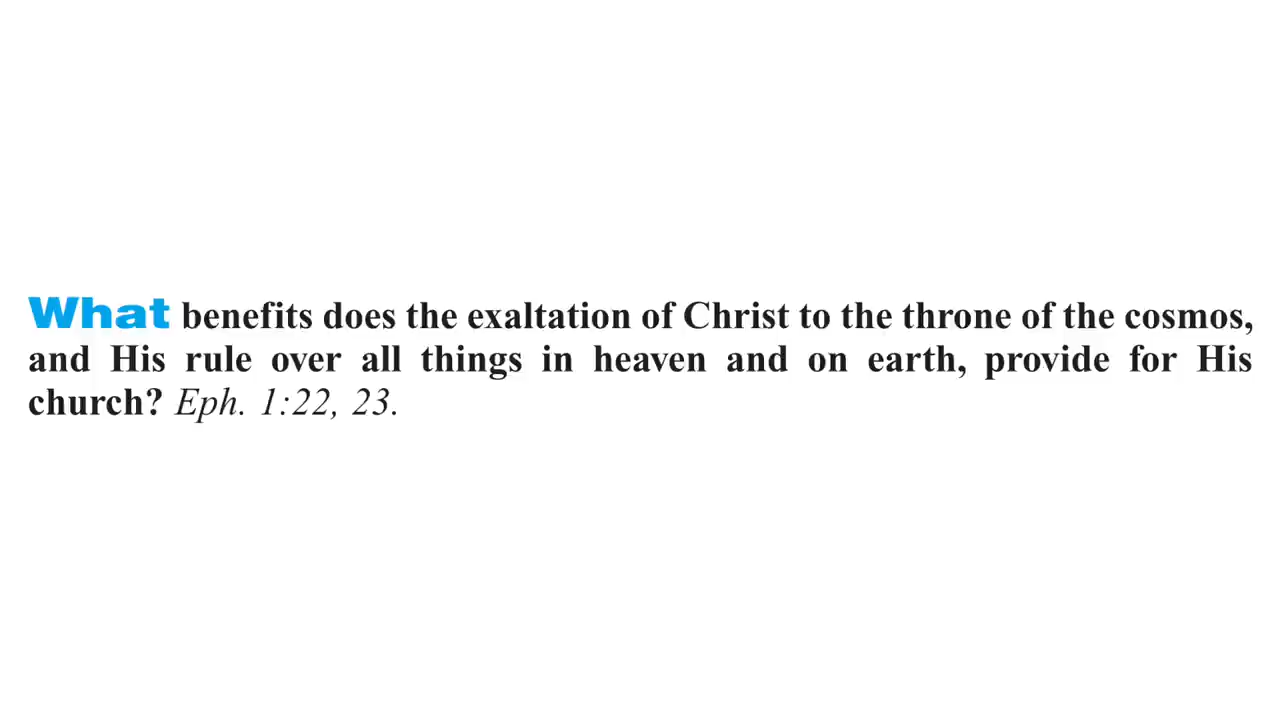 What benefits does the exaltation of Christ to the throne of the cosmos,
and His rule over all things in heaven and on earth, provide for His
church? Eph. 1:22, 23.